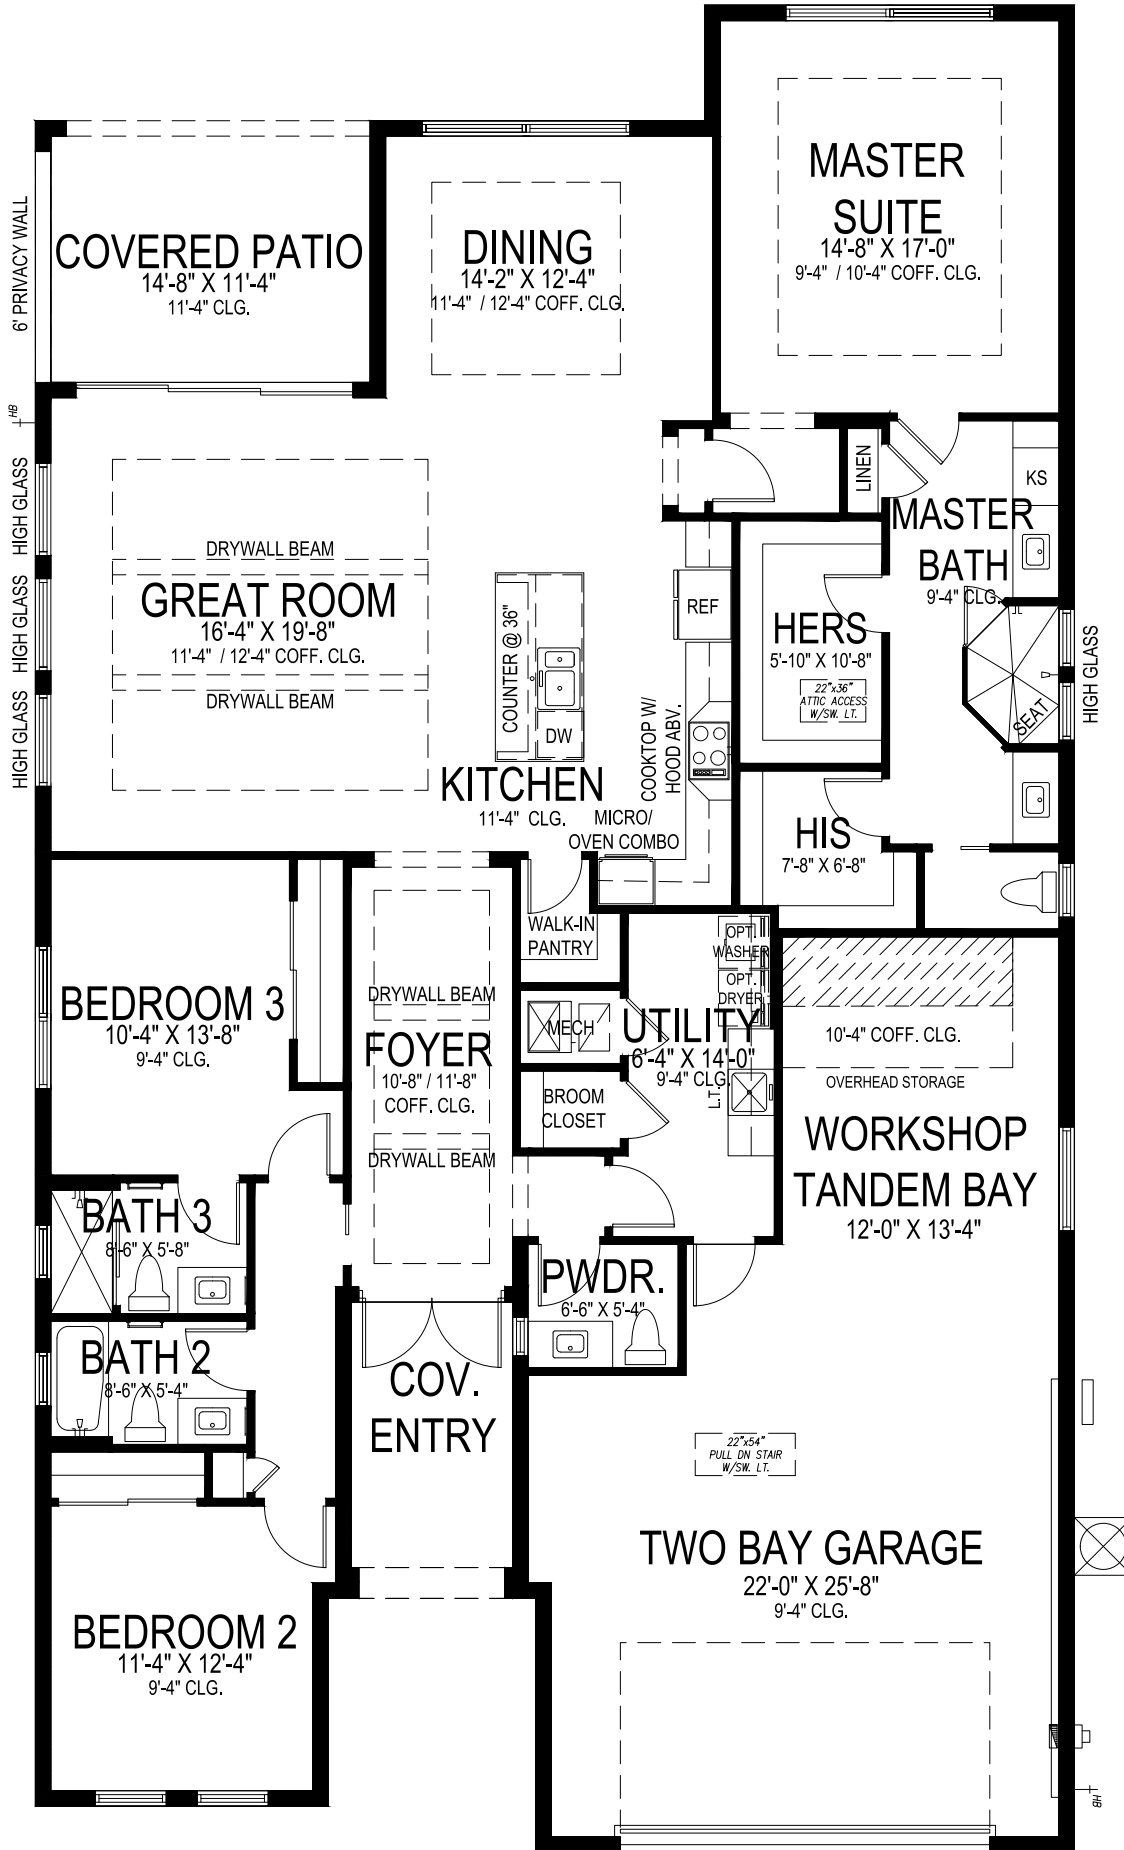 MASTER
SUITE
14'-8" X 17'-0"
9'-4" / 10'-4" COFF. CLG.
6' PRIVACY WALL
COVERED PATIO
14'-8" X 11'-4"
11'-4" CLG.
DINING
14'-2" X 12'-4"
11'-4" / 12'-4" COFF. CLG.
HB
HIGH GLASS
HIGH GLASS
HIGH GLASS
DRYWALL BEAM
GREAT ROOM
16'-4" X 19'-8"
11'-4" / 12'-4" COFF. CLG.
DRYWALL BEAM
COUNTER @ 36"
DW
REF
KITCHEN
11'-4" CLG.
COOKTOP W/
HOOD ABV.
MICRO/
OVEN COMBO
LINEN
KS
MASTER
BATH
9'-4" CLG.
HERS
5'-10" X 10'-8"
22"x36"
ATTIC ACCESS
W/SW. LT.
SEAT
HIGH GLASS
HIS
7'-8" X 6'-8"
WALK-IN
PANTRY
OPT.
WASHER
OPT.
DRYER
BEDROOM 3
10'-4" X 13'-8"
9'-4" CLG.
DRYWALL BEAM
FOYER
10'-8" / 11'-8"
COFF. CLG.
DRYWALL BEAM
MECH
UTILITY
6'-4" X 14'-0"
9'-4" CLG.
L.T.
BROOM
CLOSET
10'-4" COFF. CLG.
OVERHEAD STORAGE
WORKSHOP
TANDEM BAY
12'-0" X 13'-4"
BATH 3
8'-6" X 5'-8"
PWDR.
6'-6" X 5'-4"
BATH 2
8'-6" X 5'-4"
COV.
ENTRY
22"x54"
PULL DN STAIR
W/SW. LT.
TWO BAY GARAGE
22'-0" X 25'-8"
9'-4" CLG.
BEDROOM 2
11'-4" X 12'-4"
9'-4" CLG.
HB